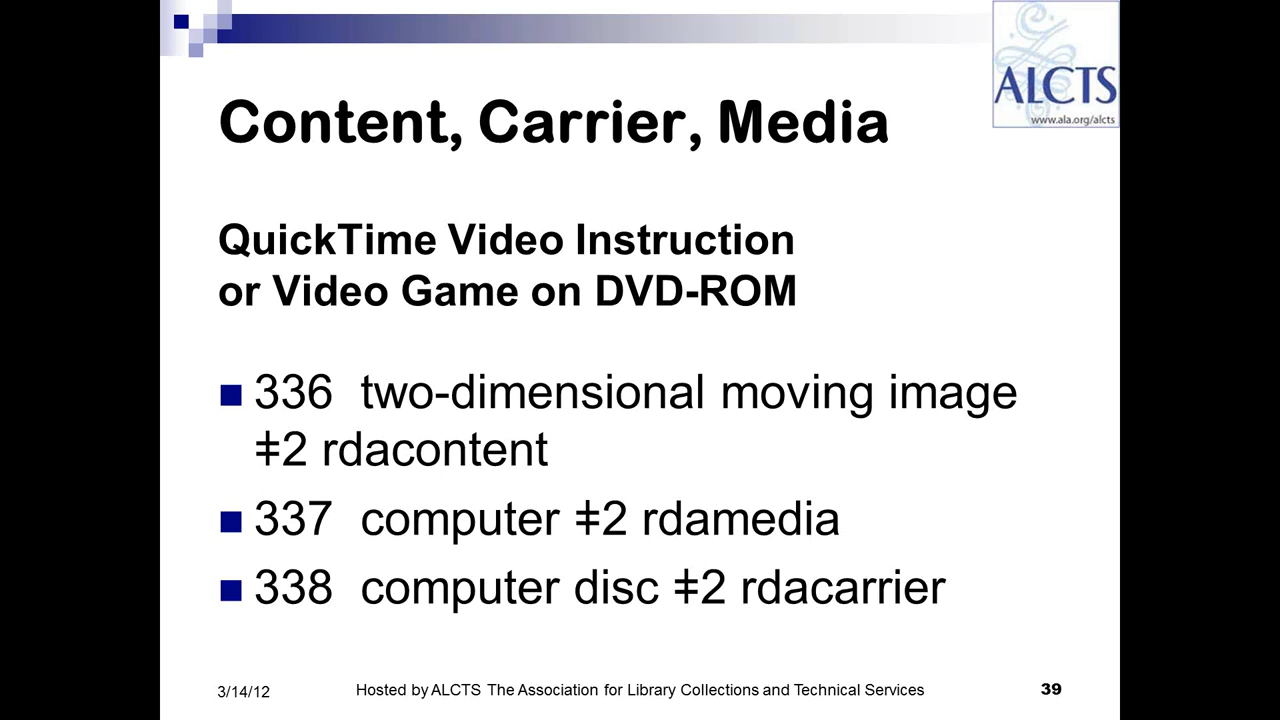 ALCTS
www.ala.org/alcts
Content, Carrier, Media
QuickTime Video Instruction
or Video Game on DVD-ROM
336 two-dimensional moving image
ǂ2 rdacontent
337 computer ǂ2 rdamedia
338 computer disc ǂ2 rdacarrier
3/14/12 Hosted by ALCTS The Association for Library Collections and Technical Services 39